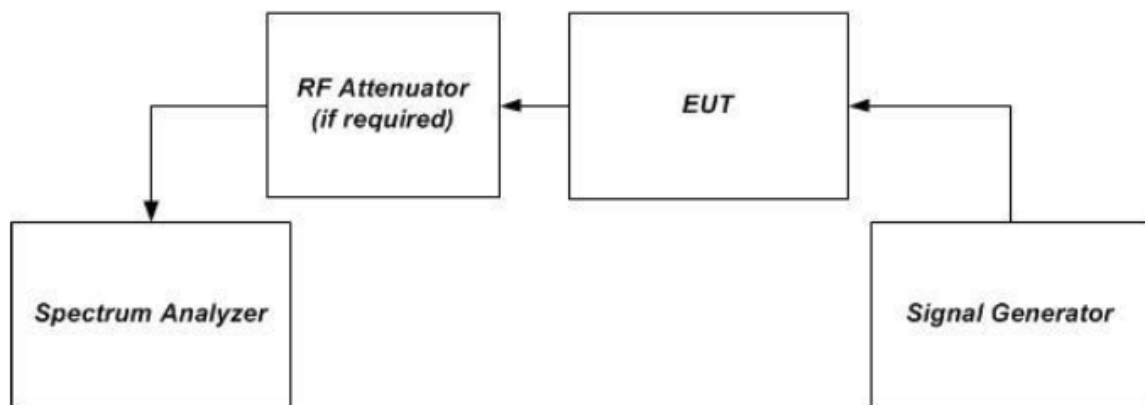 RF Attenuator
(if required)
EUT
Spectrum Analyzer
Signal Generator